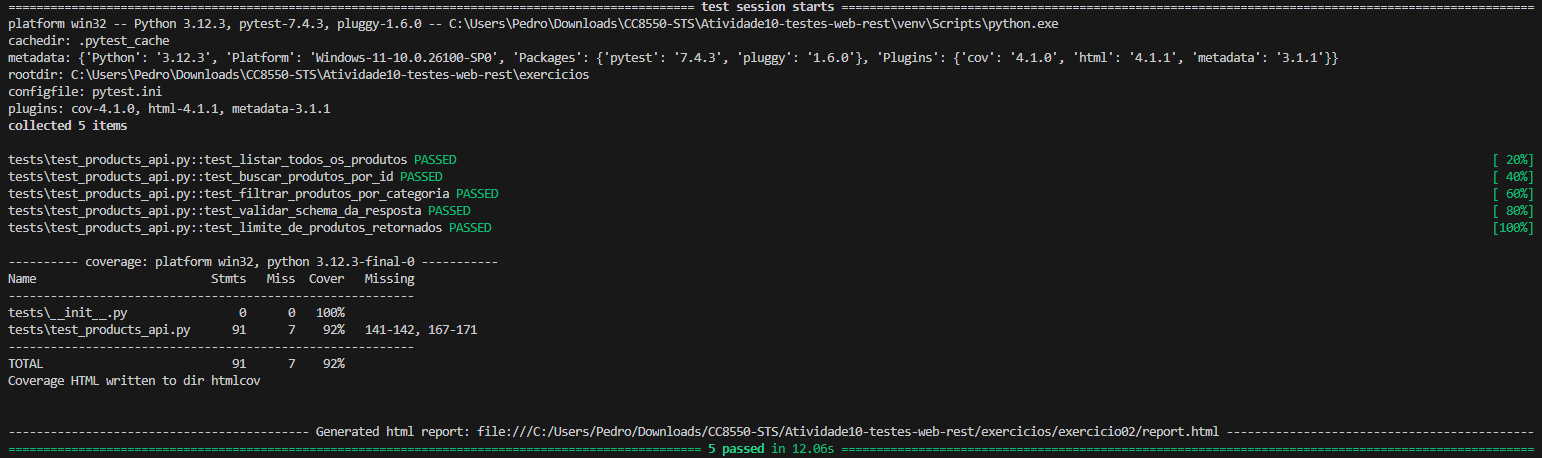 ============================= test session starts =============================
platform win32 -- Python 3.12.3, pytest-7.4.3, pluggy-1.6.0 -- C:\Users\Pedro\Downloads\CC8550-STS\Atividade10-testes-web-rest\venv\Scripts\python.exe
cachedir: .pytest_cache
metadata: {'Python': '3.12.3', 'Platform': 'Windows-11-10.0.26100-SP0', 'Packages': {'pytest': '7.4.3', 'pluggy': '1.6.0'}, 'Plugins': {'cov': '4.1.0', 'html': '4.1.1', 'metadata': '3.1.1'}}
rootdir: C:\Users\Pedro\Downloads\CC8550-STS\Atividade10-testes-web-rest\exercicios
configfile: pytest.ini
plugins: cov-4.1.0, html-4.1.1, metadata-3.1.1
collected 5 items
tests\test_products_api.py::test_listar_todos_os_produtos PASSED [ 20%]
tests\test_products_api.py::test_buscar_produtos_por_id PASSED [ 40%]
tests\test_products_api.py::test_filtrar_produtos_por_categoria PASSED [ 60%]
tests\test_products_api.py::test_validar_schema_da_resposta PASSED [ 80%]
tests\test_products_api.py::test_limite_de_produtos_retornados PASSED [100%]
---------- coverage: platform win32, python 3.12.3-final-0 -----------
Name Stmts Miss Cover Missing
----------------------------------------------------------
tests\__init__.py 0 0 100%
tests\test_products_api.py 91 7 92% 141-142, 167-171
----------------------------------------------------------
TOTAL 91 7 92%
Coverage HTML written to dir htmlcov
------------------------------------------- Generated html report: file:///C:/Users/Pedro/Downloads/CC8550-STS/Atividade10-testes-web-rest/exercicios/exercicio02/report.html --------------------------------------------
============================= 5 passed in 12.06s =============================